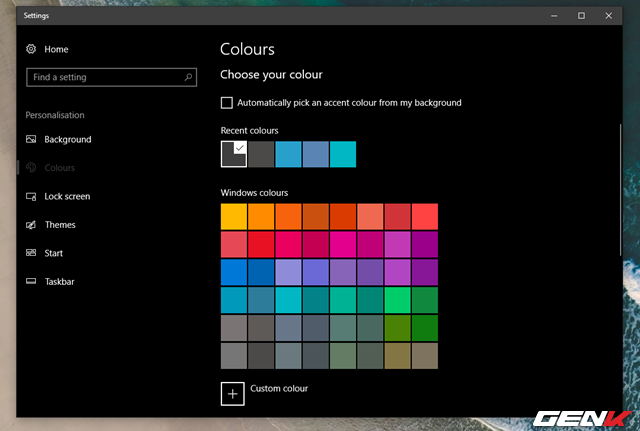 Settings
Home
Find a setting
Personalisation
Background
Colours
Lock screen
Themes
Start
Taskbar
Colours
Choose your colour
Automatically pick an accent colour from my background
Recent colours
Windows colours
Custom colour
GENK